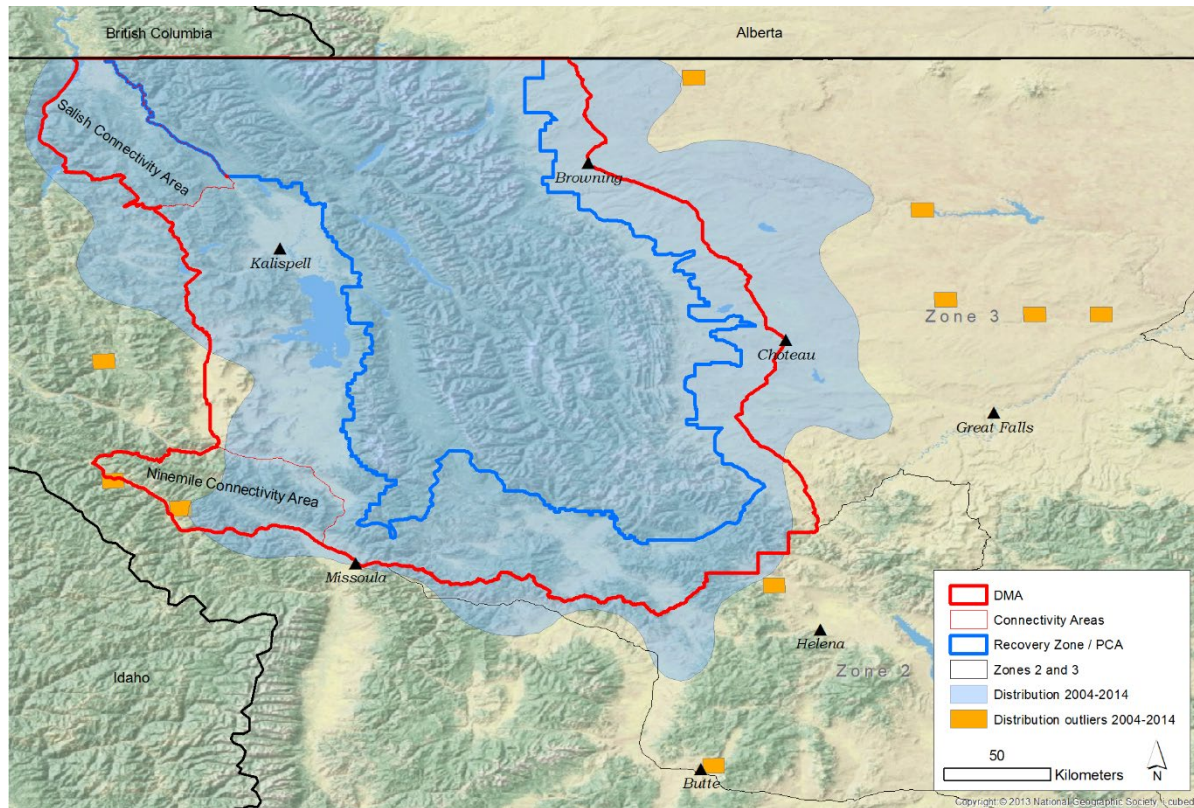 British Columbia
Alberta
Salish Connectivity Area
Browning
Kalispell
Zone 3
Choteau
Great Falls
Ninemile Connectivity Area
Missoula
Helena
Zone 2
Idaho
Butte
DMA
Connectivity Areas
Recovery Zone / PCA
Zones 2 and 3
Distribution 2004-2014
Distribution outliers 2004-2014
50
Kilometers
N
Copyright:© 2013 National Geographic Society, i-cubed